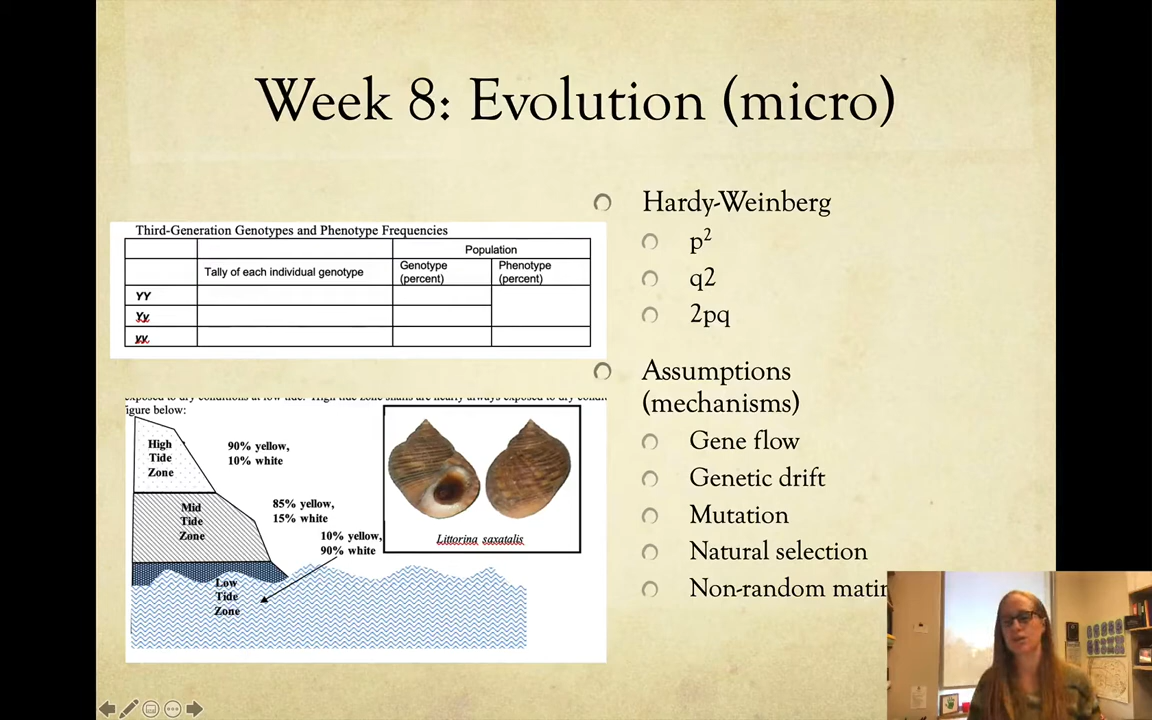 Week 8: Evolution (micro)
Third-Generation Genotypes and Phenotype Frequencies
Population
Tally of each individual genotype
Genotype (percent)
Phenotype (percent)
YY
Yy
yy
igure below:
High
Tide
Zone
90% yellow,
10% white
Mid
Tide
Zone
85% yellow,
15% white
10% yellow,
90% white
Low
Tide
Zone
Littorina saxatalis
Hardy-Weinberg
p²
q2
2pq
Assumptions
(mechanisms)
Gene flow
Genetic drift
Mutation
Natural selection
Non-random matin